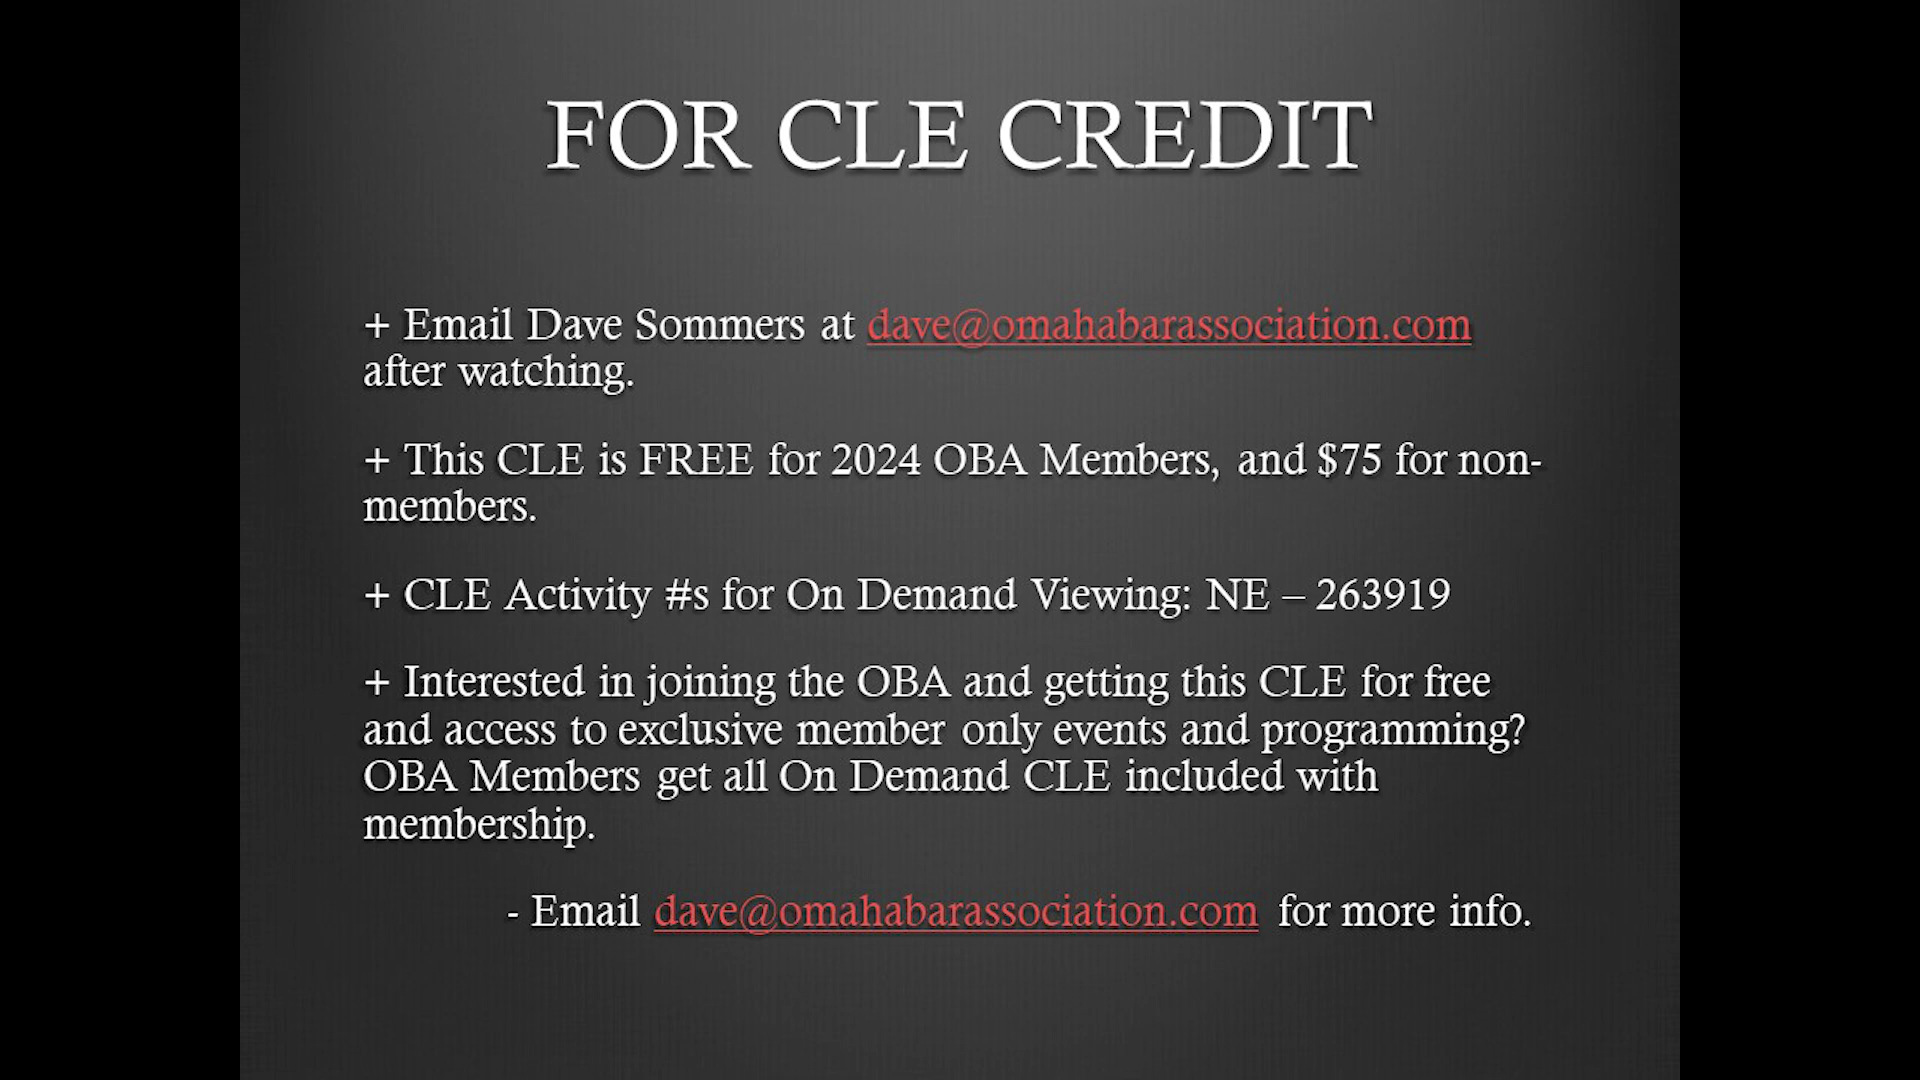 FOR CLE CREDIT
+ Email Dave Sommers at dave@omahabarassociation.com
after watching.
+ This CLE is FREE for 2024 OBA Members, and $75 for non-
members.
+ CLE Activity #s for On Demand Viewing: NE – 263919
+ Interested in joining the OBA and getting this CLE for free
and access to exclusive member only events and programming?
OBA Members get all On Demand CLE included with
membership.
- Email dave@omahabarassociation.com for more info.